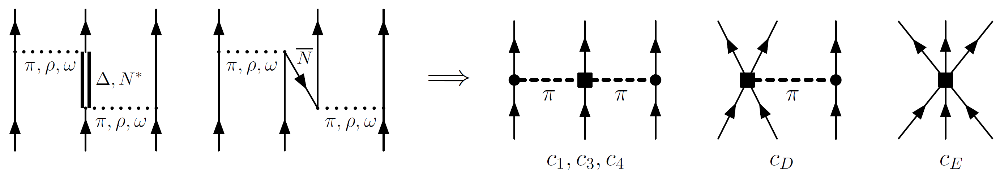 π, ρ, ω
Δ, N*
π, ρ, ω
π, ρ, ω
N̅
π, ρ, ω
⟹
π
π
c₁, c₃, c₄
π
c_D
c_E